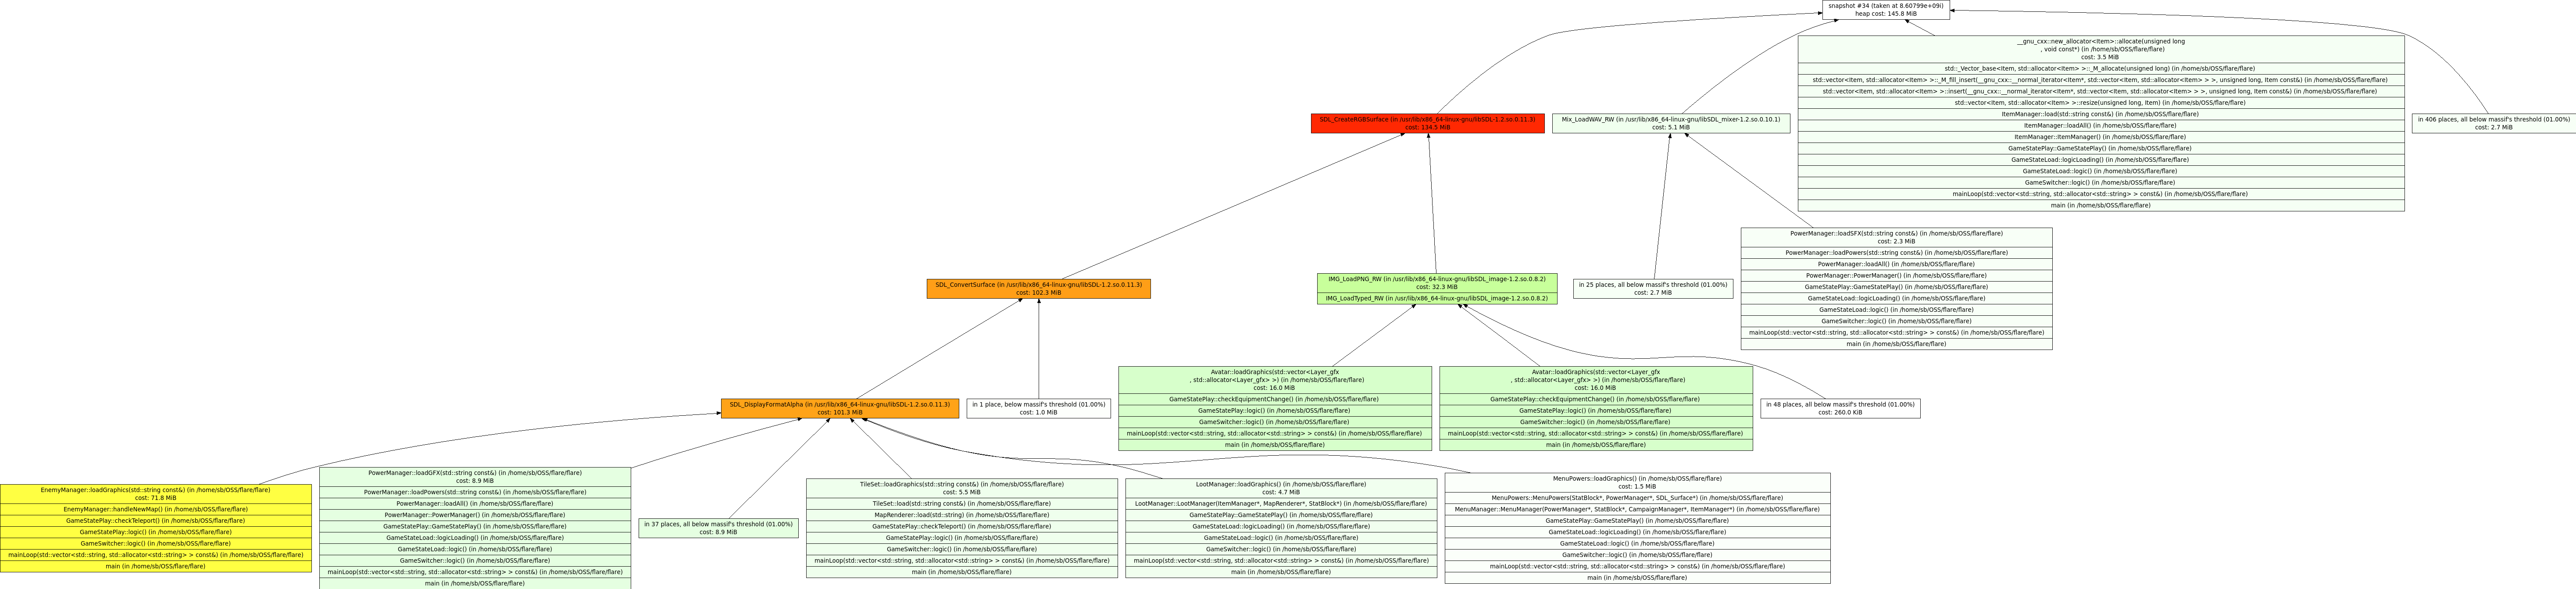 snapshot #34 (taken at 8.60799e+09i)
heap cost: 145.8 MiB
__gnu_cxx::new_allocator<Item>::allocate(unsigned long
, void const*) (in /home/sb/OSS/flare/flare)
cost: 3.5 MiB
std::_Vector_base<Item, std::allocator<Item> >::_M_allocate(unsigned long) (in /home/sb/OSS/flare/flare)
std::vector<Item, std::allocator<Item> >::_M_fill_insert(__gnu_cxx::__normal_iterator<Item*, std::vector<Item, std::allocator<Item> > >, unsigned long, Item const&) (in /home/sb/OSS/flare/flare)
std::vector<Item, std::allocator<Item> >::insert(__gnu_cxx::__normal_iterator<Item*, std::vector<Item, std::allocator<Item> > >, unsigned long, Item const&) (in /home/sb/OSS/flare/flare)
std::vector<Item, std::allocator<Item> >::resize(unsigned long, Item) (in /home/sb/OSS/flare/flare)
ItemManager::load(std::string const&) (in /home/sb/OSS/flare/flare)
ItemManager::loadAll() (in /home/sb/OSS/flare/flare)
ItemManager::ItemManager() (in /home/sb/OSS/flare/flare)
GameStatePlay::GameStatePlay() (in /home/sb/OSS/flare/flare)
GameStateLoad::logicLoading() (in /home/sb/OSS/flare/flare)
GameStateLoad::logic() (in /home/sb/OSS/flare/flare)
GameSwitcher::logic() (in /home/sb/OSS/flare/flare)
mainLoop(std::vector<std::string, std::allocator<std::string> > const&) (in /home/sb/OSS/flare/flare)
main (in /home/sb/OSS/flare/flare)
SDL_CreateRGBSurface (in /usr/lib/x86_64-linux-gnu/libSDL-1.2.so.0.11.3)
cost: 134.5 MiB
Mix_LoadWAV_RW (in /usr/lib/x86_64-linux-gnu/libSDL_mixer-1.2.so.0.10.1)
cost: 5.1 MiB
in 406 places, all below massif's threshold (01.00%)
cost: 2.7 MiB
PowerManager::loadSFX(std::string const&) (in /home/sb/OSS/flare/flare)
cost: 2.3 MiB
PowerManager::loadPowers(std::string const&) (in /home/sb/OSS/flare/flare)
PowerManager::loadAll() (in /home/sb/OSS/flare/flare)
PowerManager::PowerManager() (in /home/sb/OSS/flare/flare)
GameStatePlay::GameStatePlay() (in /home/sb/OSS/flare/flare)
GameStateLoad::logicLoading() (in /home/sb/OSS/flare/flare)
GameStateLoad::logic() (in /home/sb/OSS/flare/flare)
GameSwitcher::logic() (in /home/sb/OSS/flare/flare)
mainLoop(std::vector<std::string, std::allocator<std::string> > const&) (in /home/sb/OSS/flare/flare)
main (in /home/sb/OSS/flare/flare)
SDL_ConvertSurface (in /usr/lib/x86_64-linux-gnu/libSDL-1.2.so.0.11.3)
cost: 102.3 MiB
IMG_LoadPNG_RW (in /usr/lib/x86_64-linux-gnu/libSDL_image-1.2.so.0.8.2)
cost: 32.3 MiB
IMG_LoadTyped_RW (in /usr/lib/x86_64-linux-gnu/libSDL_image-1.2.so.0.8.2)
in 25 places, all below massif's threshold (01.00%)
cost: 2.7 MiB
SDL_DisplayFormatAlpha (in /usr/lib/x86_64-linux-gnu/libSDL-1.2.so.0.11.3)
cost: 101.3 MiB
in 1 place, below massif's threshold (01.00%)
cost: 1.0 MiB
Avatar::loadGraphics(std::vector<Layer_gfx
, std::allocator<Layer_gfx> >) (in /home/sb/OSS/flare/flare)
cost: 16.0 MiB
GameStatePlay::checkEquipmentChange() (in /home/sb/OSS/flare/flare)
GameStatePlay::logic() (in /home/sb/OSS/flare/flare)
GameSwitcher::logic() (in /home/sb/OSS/flare/flare)
mainLoop(std::vector<std::string, std::allocator<std::string> > const&) (in /home/sb/OSS/flare/flare)
main (in /home/sb/OSS/flare/flare)
Avatar::loadGraphics(std::vector<Layer_gfx
, std::allocator<Layer_gfx> >) (in /home/sb/OSS/flare/flare)
cost: 16.0 MiB
GameStatePlay::checkEquipmentChange() (in /home/sb/OSS/flare/flare)
GameStatePlay::logic() (in /home/sb/OSS/flare/flare)
GameSwitcher::logic() (in /home/sb/OSS/flare/flare)
mainLoop(std::vector<std::string, std::allocator<std::string> > const&) (in /home/sb/OSS/flare/flare)
main (in /home/sb/OSS/flare/flare)
in 48 places, all below massif's threshold (01.00%)
cost: 260.0 KiB
EnemyManager::loadGraphics(std::string const&) (in /home/sb/OSS/flare/flare)
cost: 71.8 MiB
EnemyManager::handleNewMap() (in /home/sb/OSS/flare/flare)
GameStatePlay::checkTeleport() (in /home/sb/OSS/flare/flare)
GameStatePlay::logic() (in /home/sb/OSS/flare/flare)
GameSwitcher::logic() (in /home/sb/OSS/flare/flare)
mainLoop(std::vector<std::string, std::allocator<std::string> > const&) (in /home/sb/OSS/flare/flare)
main (in /home/sb/OSS/flare/flare)
PowerManager::loadGFX(std::string const&) (in /home/sb/OSS/flare/flare)
cost: 8.9 MiB
PowerManager::loadPowers(std::string const&) (in /home/sb/OSS/flare/flare)
PowerManager::loadAll() (in /home/sb/OSS/flare/flare)
PowerManager::PowerManager() (in /home/sb/OSS/flare/flare)
GameStatePlay::GameStatePlay() (in /home/sb/OSS/flare/flare)
GameStateLoad::logicLoading() (in /home/sb/OSS/flare/flare)
GameStateLoad::logic() (in /home/sb/OSS/flare/flare)
GameSwitcher::logic() (in /home/sb/OSS/flare/flare)
mainLoop(std::vector<std::string, std::allocator<std::string> > const&) (in /home/sb/OSS/flare/flare)
main (in /home/sb/OSS/flare/flare)
in 37 places, all below massif's threshold (01.00%)
cost: 8.9 MiB
TileSet::loadGraphics(std::string const&) (in /home/sb/OSS/flare/flare)
cost: 5.5 MiB
TileSet::load(std::string const&) (in /home/sb/OSS/flare/flare)
MapRenderer::load(std::string) (in /home/sb/OSS/flare/flare)
GameStatePlay::checkTeleport() (in /home/sb/OSS/flare/flare)
GameStatePlay::logic() (in /home/sb/OSS/flare/flare)
GameSwitcher::logic() (in /home/sb/OSS/flare/flare)
mainLoop(std::vector<std::string, std::allocator<std::string> > const&) (in /home/sb/OSS/flare/flare)
main (in /home/sb/OSS/flare/flare)
LootManager::loadGraphics() (in /home/sb/OSS/flare/flare)
cost: 4.7 MiB
LootManager::LootManager(ItemManager*, MapRenderer*, StatBlock*) (in /home/sb/OSS/flare/flare)
GameStatePlay::GameStatePlay() (in /home/sb/OSS/flare/flare)
GameStateLoad::logicLoading() (in /home/sb/OSS/flare/flare)
GameStateLoad::logic() (in /home/sb/OSS/flare/flare)
GameSwitcher::logic() (in /home/sb/OSS/flare/flare)
mainLoop(std::vector<std::string, std::allocator<std::string> > const&) (in /home/sb/OSS/flare/flare)
main (in /home/sb/OSS/flare/flare)
MenuPowers::loadGraphics() (in /home/sb/OSS/flare/flare)
cost: 1.5 MiB
MenuPowers::MenuPowers(StatBlock*, PowerManager*, SDL_Surface*) (in /home/sb/OSS/flare/flare)
MenuManager::MenuManager(PowerManager*, StatBlock*, CampaignManager*, ItemManager*) (in /home/sb/OSS/flare/flare)
GameStatePlay::GameStatePlay() (in /home/sb/OSS/flare/flare)
GameStateLoad::logicLoading() (in /home/sb/OSS/flare/flare)
GameStateLoad::logic() (in /home/sb/OSS/flare/flare)
GameSwitcher::logic() (in /home/sb/OSS/flare/flare)
mainLoop(std::vector<std::string, std::allocator<std::string> > const&) (in /home/sb/OSS/flare/flare)
main (in /home/sb/OSS/flare/flare)